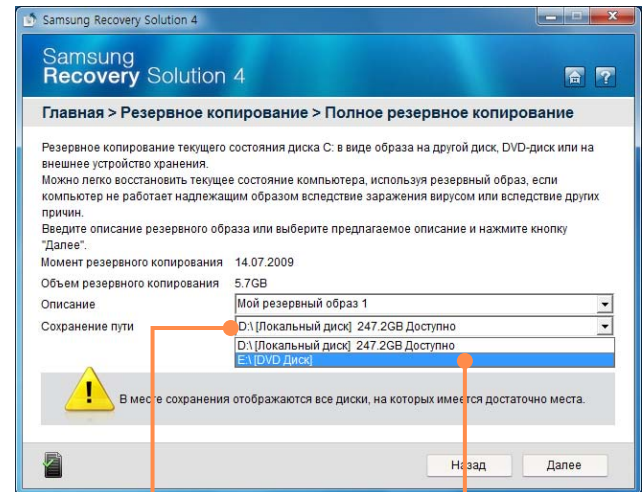 Samsung Recovery Solution 4
Samsung
Recovery Solution 4
Главная > Резервное копирование > Полное резервное копирование
Резервное копирование текущего состояния диска C: в виде образа на другой диск, DVD-диск или на
внешнее устройство хранения.
Можно легко восстановить текущее состояние компьютера, используя резервный образ, если
компьютер не работает надлежащим образом вследствие заражения вирусом или вследствие других
причин.
Введите описание резервного образа или выберите предлагаемое описание и нажмите кнопку
"Далее".
Момент резервного копирования 14.07.2009
Объем резервного копирования 5.7GB
Описание Мой резервный образ 1
Сохранение пути D:\ [Локальный диск] 247.2GB Доступно
D:\ [Локальный диск] 247.2GB Доступно
E:\ [DVD Диск]
В месте сохранения отображаются все диски, на которых имеется достаточно места.
Назад Далее